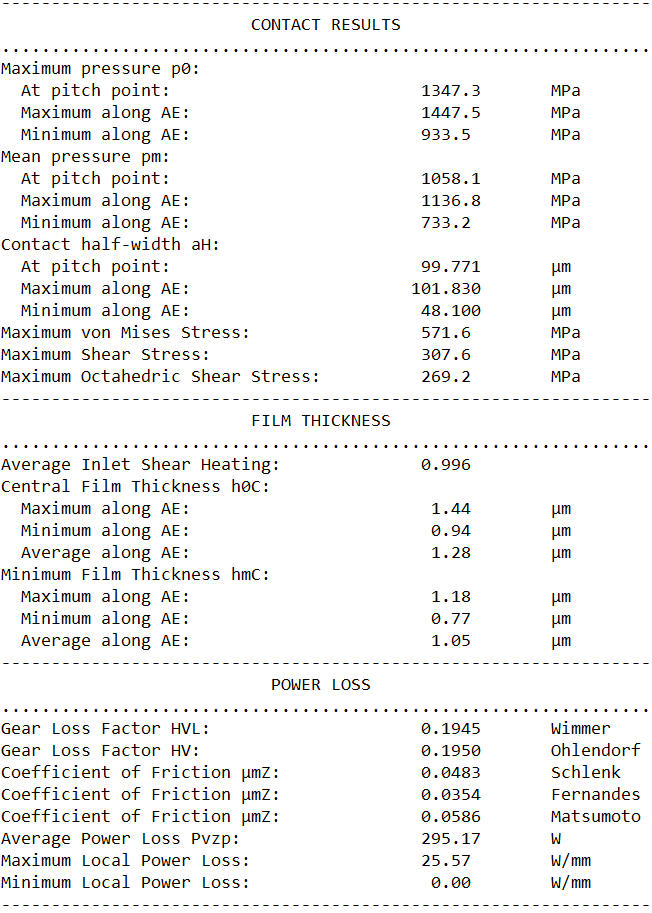 -----------------------------------------------------------------
                         CONTACT RESULTS
.................................................................
Maximum pressure p0:
  At pitch point:                         1347.3       MPa
  Maximum along AE:                       1447.5       MPa
  Minimum along AE:                       933.5        MPa
Mean pressure pm:
  At pitch point:                         1058.1       MPa
  Maximum along AE:                       1136.8       MPa
  Minimum along AE:                       733.2        MPa
Contact half-width aH:
  At pitch point:                         99.771       µm
  Maximum along AE:                      101.830       µm
  Minimum along AE:                       48.100       µm
Maximum von Mises Stress:                 571.6        MPa
Maximum Shear Stress:                     307.6        MPa
Maximum Octahedric Shear Stress:          269.2        MPa
-----------------------------------------------------------------
                         FILM THICKNESS
.................................................................
Average Inlet Shear Heating:              0.996
Central Film Thickness h0C:
  Maximum along AE:                        1.44        µm
  Minimum along AE:                        0.94        µm
  Average along AE:                        1.28        µm
Minimum Film Thickness hmC:
  Maximum along AE:                        1.18        µm
  Minimum along AE:                        0.77        µm
  Average along AE:                        1.05        µm
-----------------------------------------------------------------
                           POWER LOSS
.................................................................
Gear Loss Factor HVL:                     0.1945       Wimmer
Gear Loss Factor HV:                      0.1950       Ohlendorf
Coefficient of Friction µmZ:              0.0483       Schlenk
Coefficient of Friction µmZ:              0.0354       Fernandes
Coefficient of Friction µmZ:              0.0586       Matsumoto
Average Power Loss Pvzp:                  295.17       W
Maximum Local Power Loss:                 25.57        W/mm
Minimum Local Power Loss:                  0.00        W/mm
-----------------------------------------------------------------